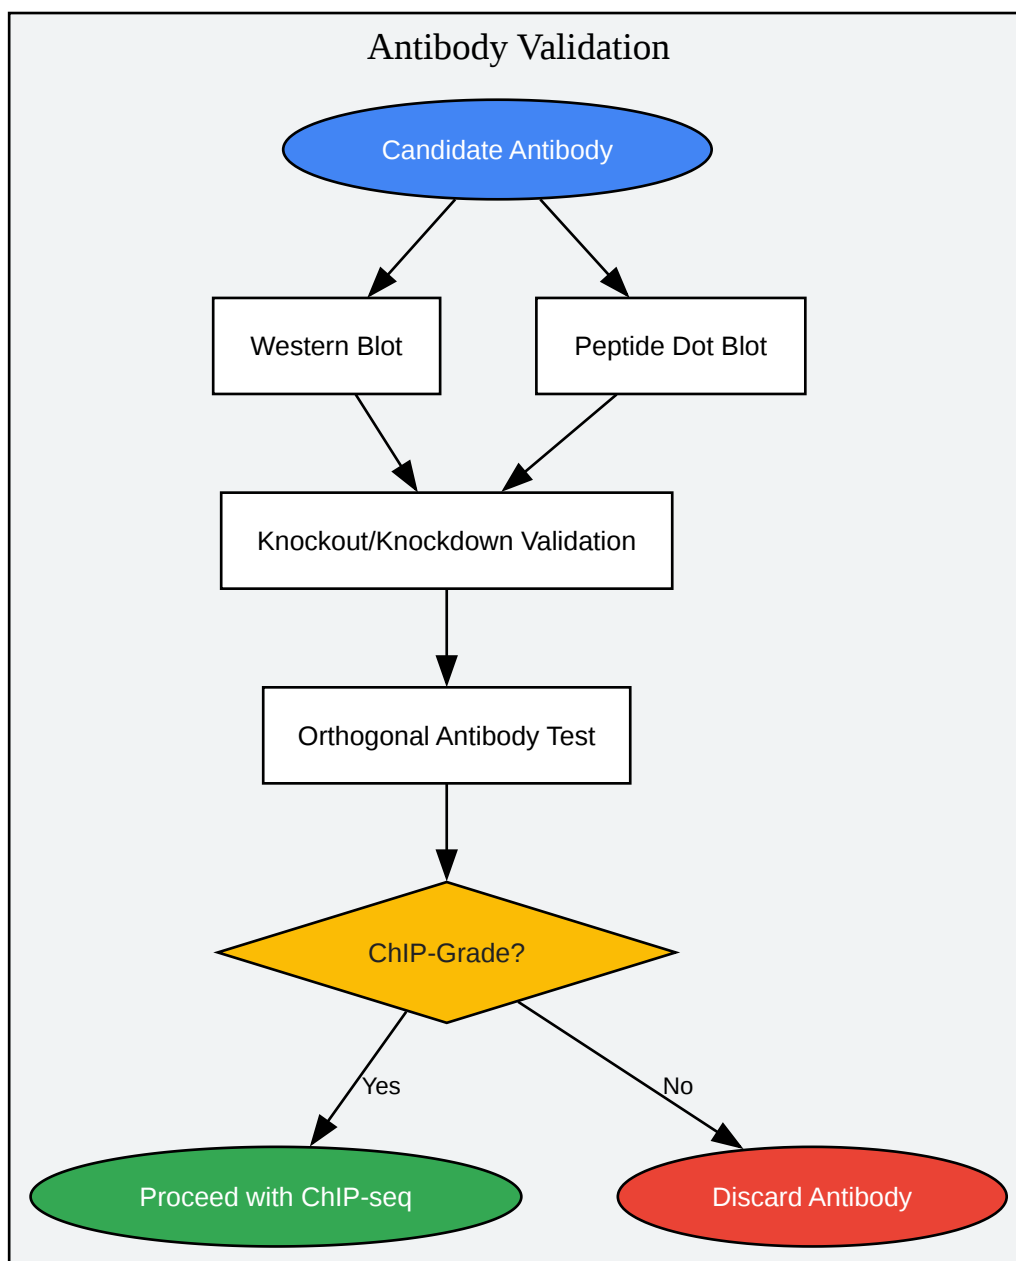 Antibody Validation
Candidate Antibody
Western Blot
Peptide Dot Blot
Knockout/Knockdown Validation
Orthogonal Antibody Test
ChIP-Grade?
Yes
No
Proceed with ChIP-seq
Discard Antibody